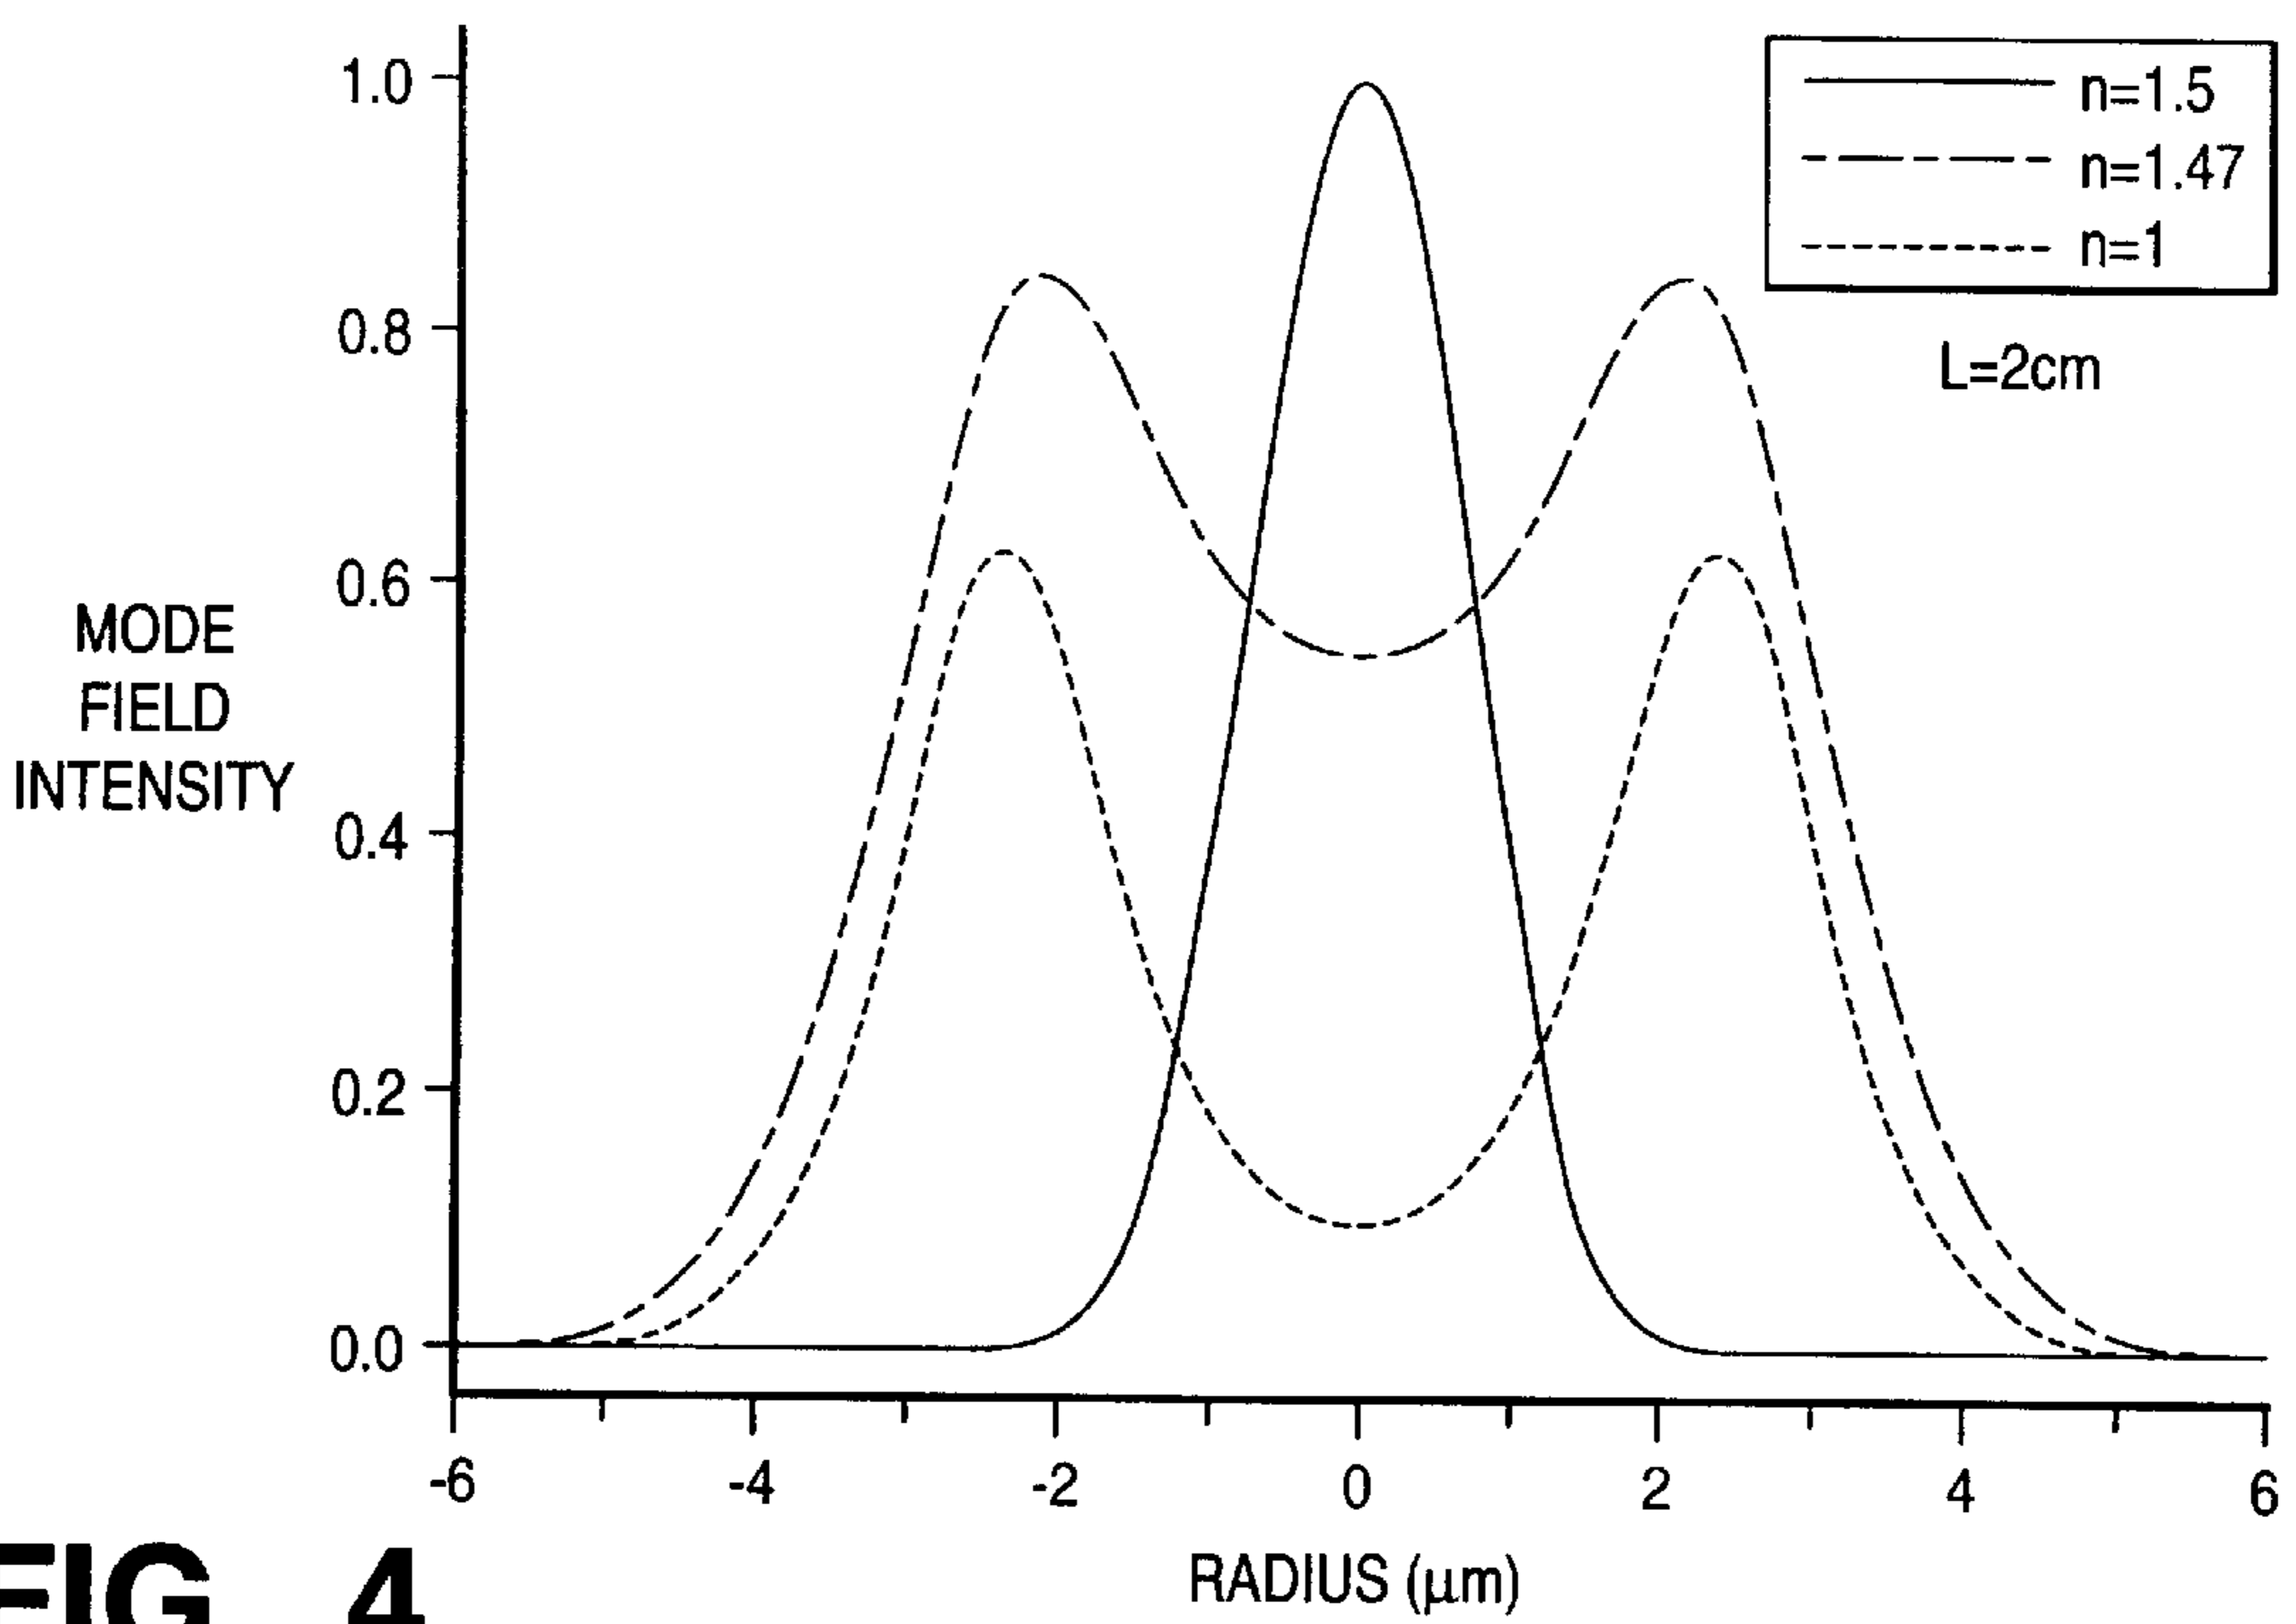 1.0
0.8
0.6
0.4
0.2
0.0
MODE
FIELD
INTENSITY
n=1.5
n=1.47
n=1
L=2cm
-6 -4 -2 0 2 4 6
RADIUS (μm)
FIG. 4